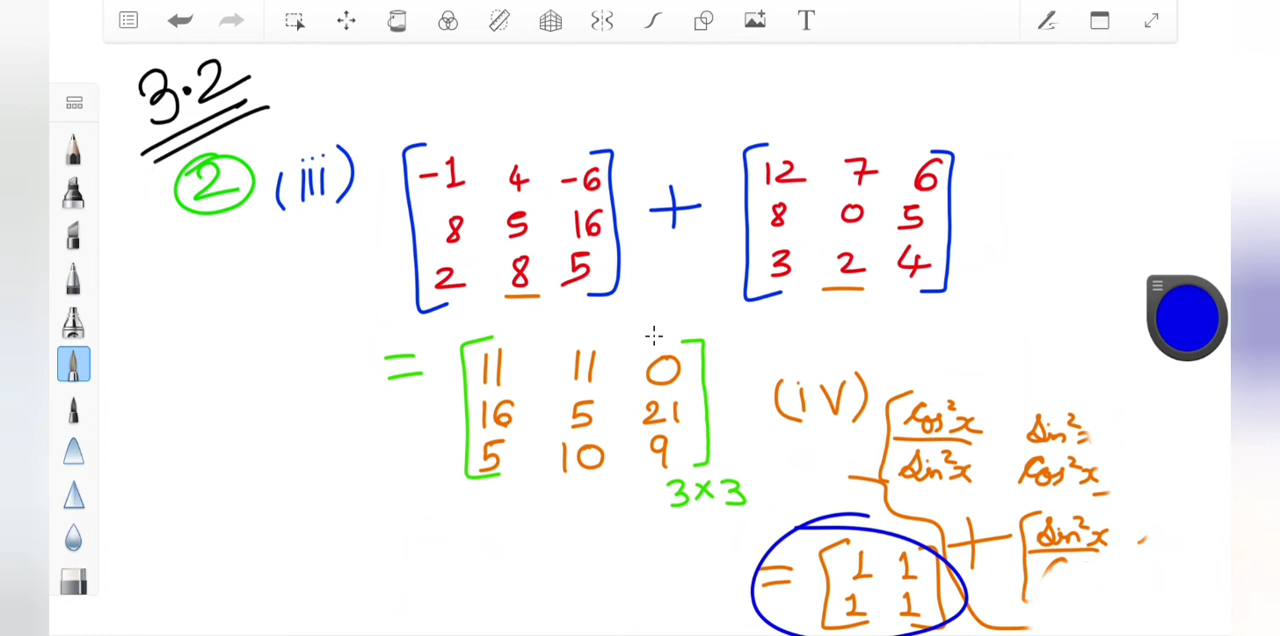 3.2
2 (iii) [-1 4 -6 + [12 7 6
8 5 16 8 0 5
2 8 5] 3 2 4]
= [11 11 0
16 5 21
5 10 9]
3×3
(iv) [Cos²x Sin²
Sin²x Cos²x
+ [Sin²x
= [1 1
1 1]
T